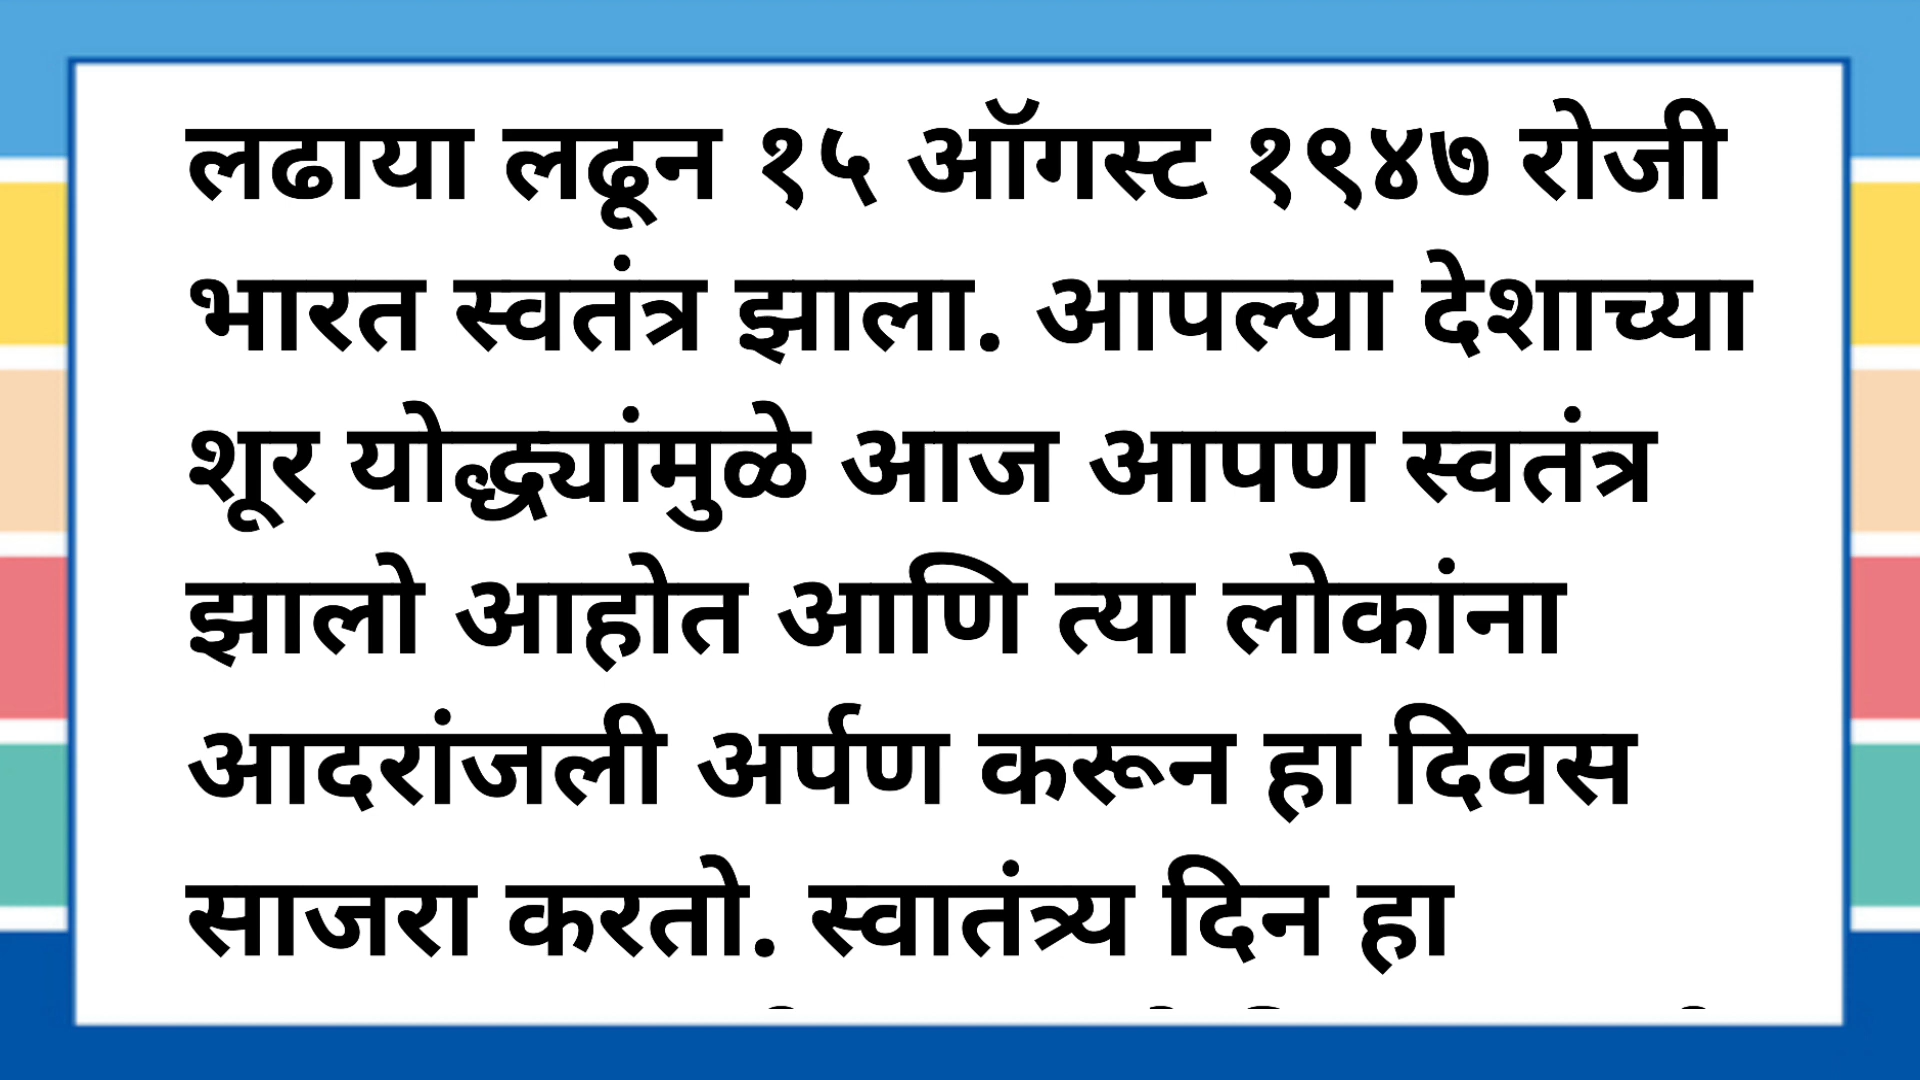 लढाया लढून १५ ऑगस्ट १९४७ रोजी
भारत स्वतंत्र झाला. आपल्या देशाच्या
शूर योद्ध्यांमुळे आज आपण स्वतंत्र
झालो आहोत आणि त्या लोकांना
आदरांजली अर्पण करून हा दिवस
साजरा करतो. स्वातंत्र्य दिन हा